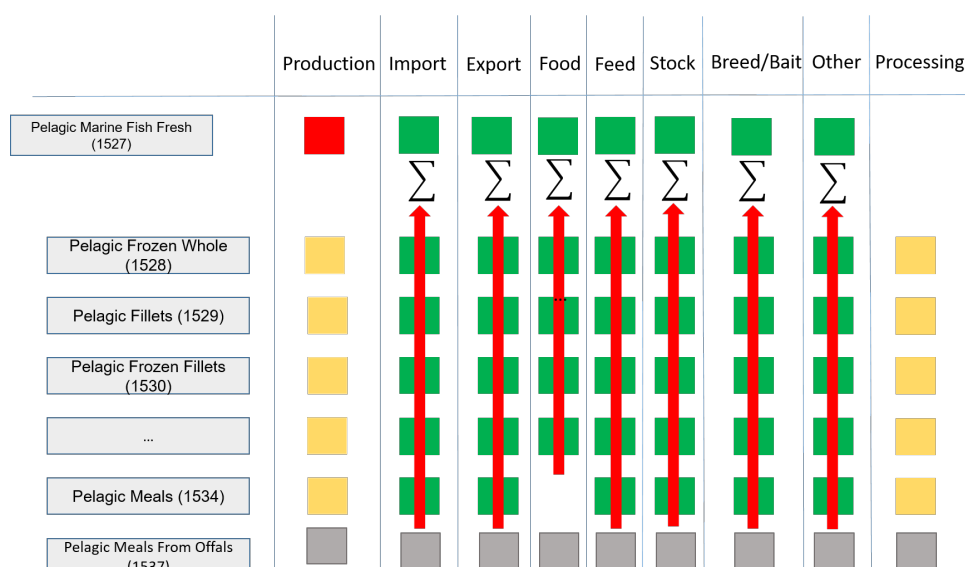 Production Import Export Food Feed Stock Breed/Bait Other Processing
Pelagic Marine Fish Fresh
(1527)
∑ ∑ ∑ ∑ ∑ ∑ ∑
Pelagic Frozen Whole
(1528)
...
Pelagic Fillets (1529)
Pelagic Frozen Fillets
(1530)
...
Pelagic Meals (1534)
Pelagic Meals From Offals
(1537)